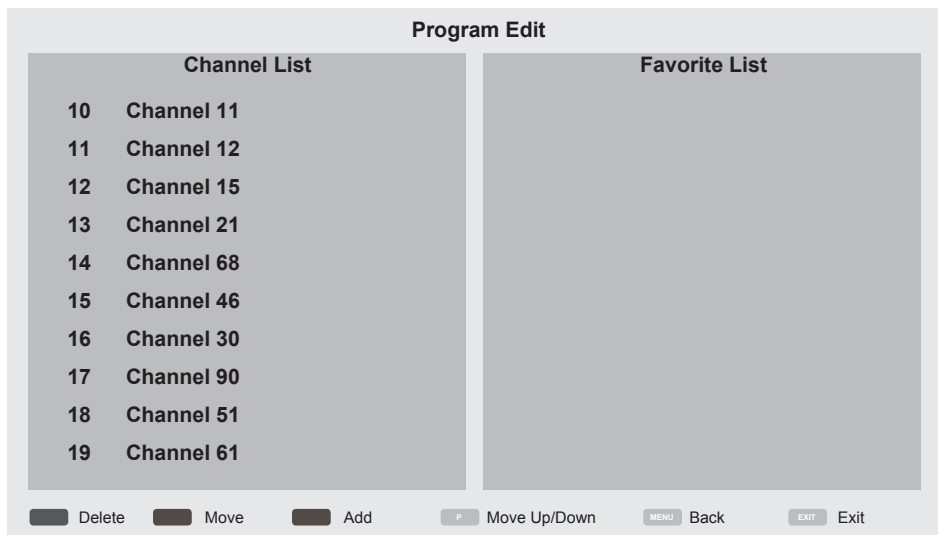 Program Edit
Channel List
10 Channel 11
11 Channel 12
12 Channel 15
13 Channel 21
14 Channel 68
15 Channel 46
16 Channel 30
17 Channel 90
18 Channel 51
19 Channel 61
Favorite List
Delete Move Add P Move Up/Down MENU Back EXIT Exit